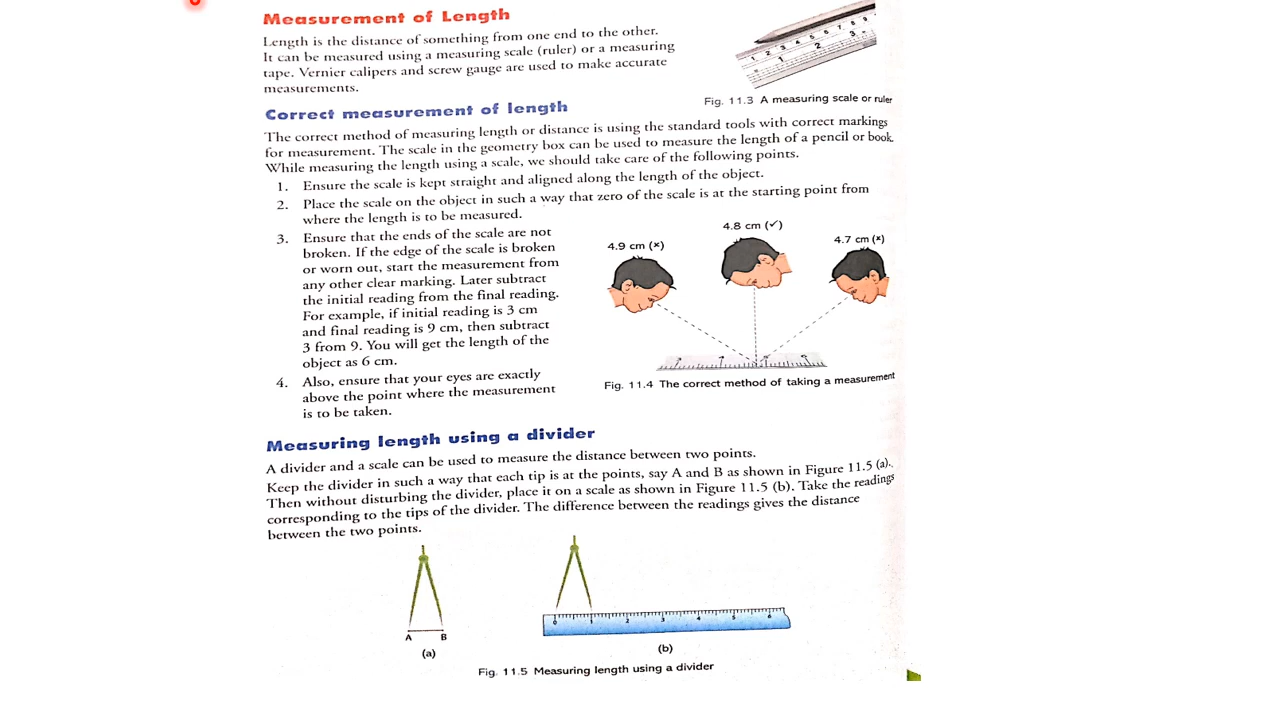 Measurement of Length
Length is the distance of something from one end to the other.
It can be measured using a measuring scale (ruler) or a measuring
tape. Vernier calipers and screw gauge are used to make accurate
measurements.
Fig. 11.3 A measuring scale or ruler
Correct measurement of length
The correct method of measuring length or distance is using the standard tools with correct markings
for measurement. The scale in the geometry box can be used to measure the length of a pencil or book.
While measuring the length using a scale, we should take care of the following points.
1. Ensure the scale is kept straight and aligned along the length of the object.
2. Place the scale on the object in such a way that zero of the scale is at the starting point from
where the length is to be measured.
3. Ensure that the ends of the scale are not
broken. If the edge of the scale is broken
or worn out, start the measurement from
any other clear marking. Later subtract
the initial reading from the final reading.
For example, if initial reading is 3 cm
and final reading is 9 cm, then subtract
3 from 9. You will get the length of the
object as 6 cm.
4. Also, ensure that your eyes are exactly
above the point where the measurement
is to be taken.
4.9 cm (×)
4.8 cm (✓)
4.7 cm (×)
Fig. 11.4 The correct method of taking a measurement
Measuring length using a divider
A divider and a scale can be used to measure the distance between two points.
Keep the divider in such a way that each tip is at the points, say A and B as shown in Figure 11.5 (a).
Then without disturbing the divider, place it on a scale as shown in Figure 11.5 (b). Take the readings
corresponding to the tips of the divider. The difference between the readings gives the distance
between the two points.
A B
(a)
0 1 2 3 4 5 6
(b)
Fig. 11.5 Measuring length using a divider